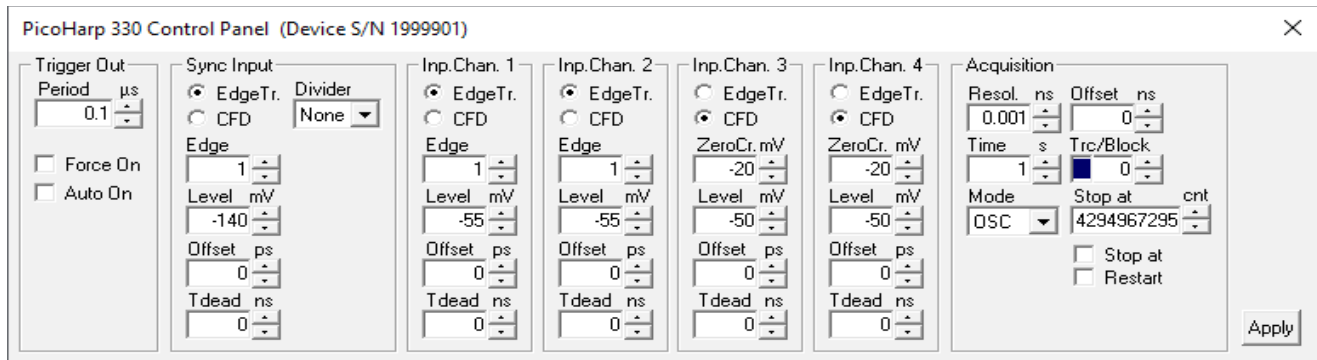 PicoHarp 330 Control Panel (Device S/N 1999901)
Trigger Out
Period µs
0.1
Force On
Auto On
Sync Input
EdgeTr. Divider
CFD None
Edge
1
Level mV
-140
Offset ps
0
Tdead ns
0
Inp.Chan. 1
EdgeTr.
CFD
Edge
1
Level mV
-55
Offset ps
0
Tdead ns
0
Inp.Chan. 2
EdgeTr.
CFD
Edge
1
Level mV
-55
Offset ps
0
Tdead ns
0
Inp.Chan. 3
EdgeTr.
CFD
ZeroCr. mV
-20
Level mV
-50
Offset ps
0
Tdead ns
0
Inp.Chan. 4
EdgeTr.
CFD
ZeroCr. mV
-20
Level mV
-50
Offset ps
0
Tdead ns
0
Acquisition
Resol. ns Offset ns
0.001 0
Time s Trc/Block
1 0
Mode Stop at cnt
OSC 4294967295
Stop at
Restart
Apply